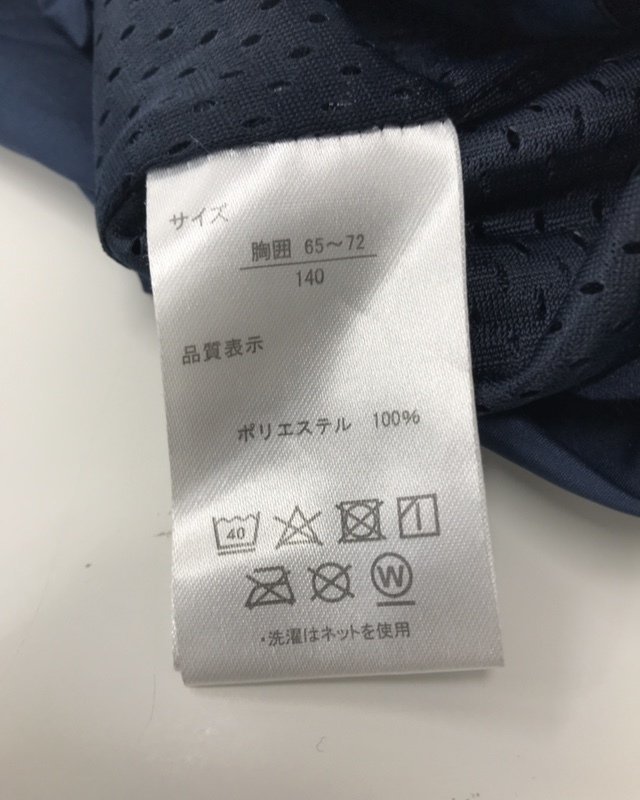 サイズ
胸囲 65～72
140
品質表示
ポリエステル 100%
40
W
・洗濯はネットを使用